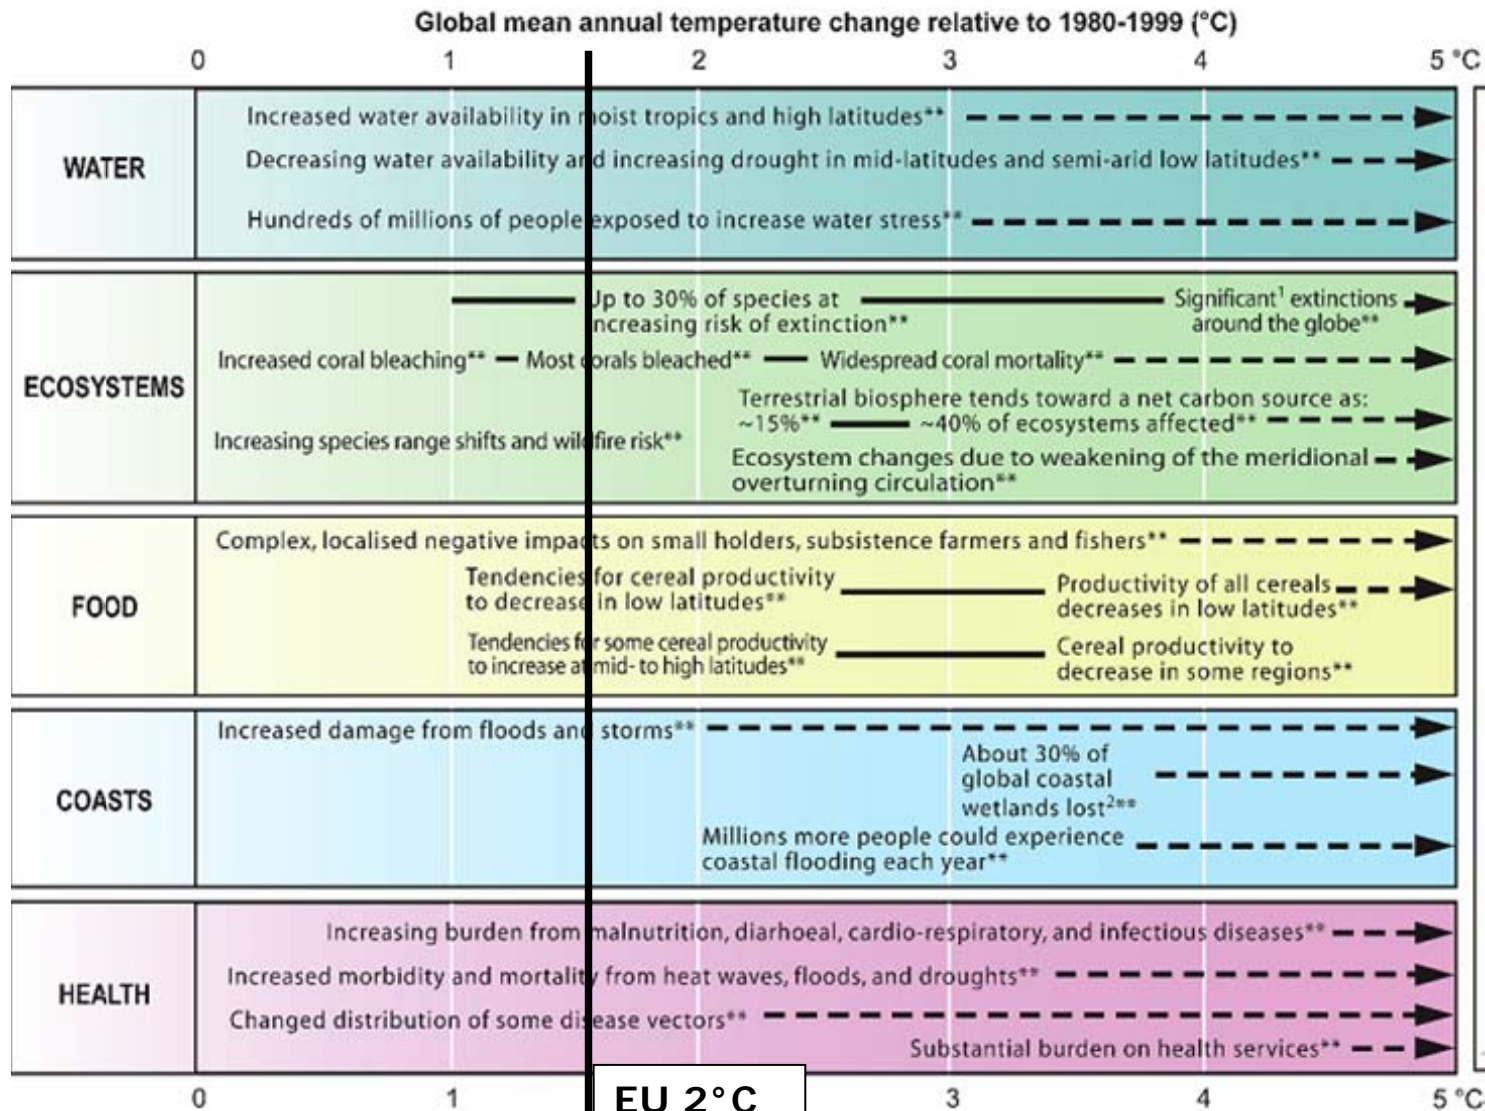 Global mean annual temperature change relative to 1980-1999 (°C)
0 1 2 3 4 5 °C
WATER
Increased water availability in moist tropics and high latitudes**
Decreasing water availability and increasing drought in mid-latitudes and semi-arid low latitudes**
Hundreds of millions of people exposed to increase water stress**
ECOSYSTEMS
Up to 30% of species at
increasing risk of extinction**
Significant¹ extinctions
around the globe**
Increased coral bleaching** Most corals bleached** Widespread coral mortality**
Terrestrial biosphere tends toward a net carbon source as:
~15%** ~40% of ecosystems affected**
Increasing species range shifts and wildfire risk**
Ecosystem changes due to weakening of the meridional
overturning circulation**
FOOD
Complex, localised negative impacts on small holders, subsistence farmers and fishers**
Tendencies for cereal productivity
to decrease in low latitudes**
Productivity of all cereals
decreases in low latitudes**
Tendencies for some cereal productivity
to increase at mid- to high latitudes**
Cereal productivity to
decrease in some regions**
COASTS
Increased damage from floods and storms**
About 30% of
global coastal
wetlands lost²**
Millions more people could experience
coastal flooding each year**
HEALTH
Increasing burden from malnutrition, diarhoeal, cardio-respiratory, and infectious diseases**
Increased morbidity and mortality from heat waves, floods, and droughts**
Changed distribution of some disease vectors**
Substantial burden on health services**
0 1 3 4 5 °C
EU 2°C